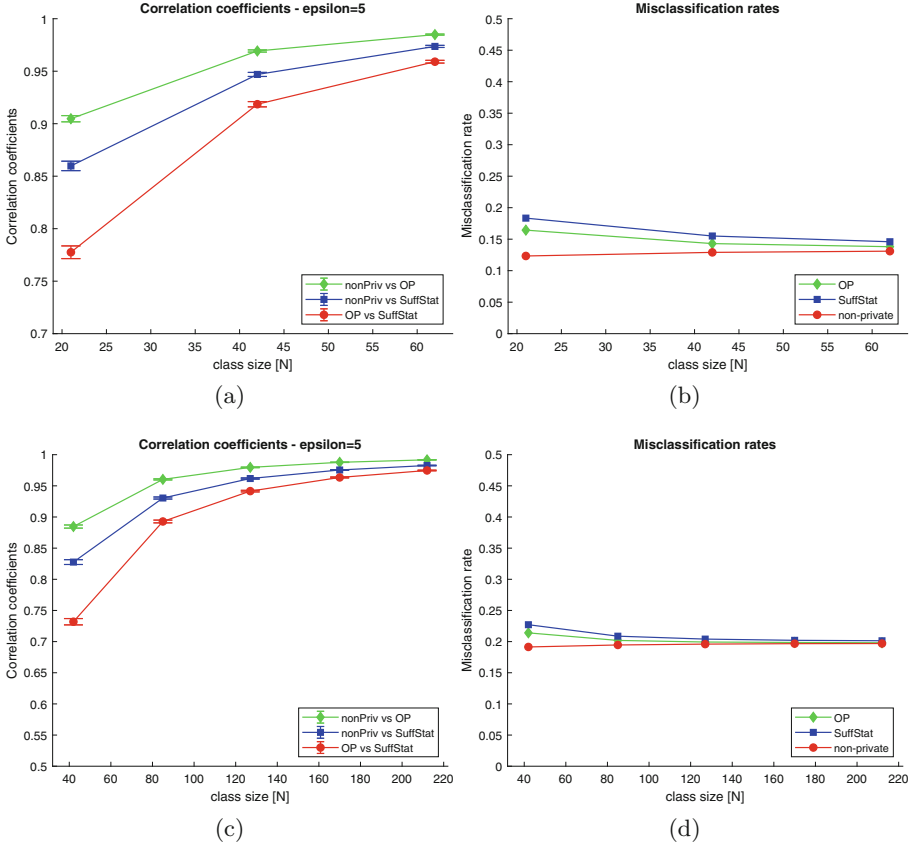 Correlation coefficients - epsilon=5
1
0.95
0.9
0.85
0.8
0.75
0.7
Correlation coefficients
20 25 30 35 40 45 50 55 60
class size [N]
nonPriv vs OP
nonPriv vs SuffStat
OP vs SuffStat
(a)
Misclassification rates
0.5
0.45
0.4
0.35
0.3
0.25
0.2
0.15
0.1
0.05
0
Misclassification rate
20 25 30 35 40 45 50 55 60
class size [N]
OP
SuffStat
non-private
(b)
Correlation coefficients - epsilon=5
1
0.95
0.9
0.85
0.8
0.75
0.7
0.65
0.6
0.55
0.5
Correlation coefficients
40 60 80 100 120 140 160 180 200 220
class size [N]
nonPriv vs OP
nonPriv vs SuffStat
OP vs SuffStat
(c)
Misclassification rates
0.5
0.45
0.4
0.35
0.3
0.25
0.2
0.15
0.1
0.05
0
Misclassification rate
40 60 80 100 120 140 160 180 200 220
class size [N]
OP
SuffStat
non-private
(d)